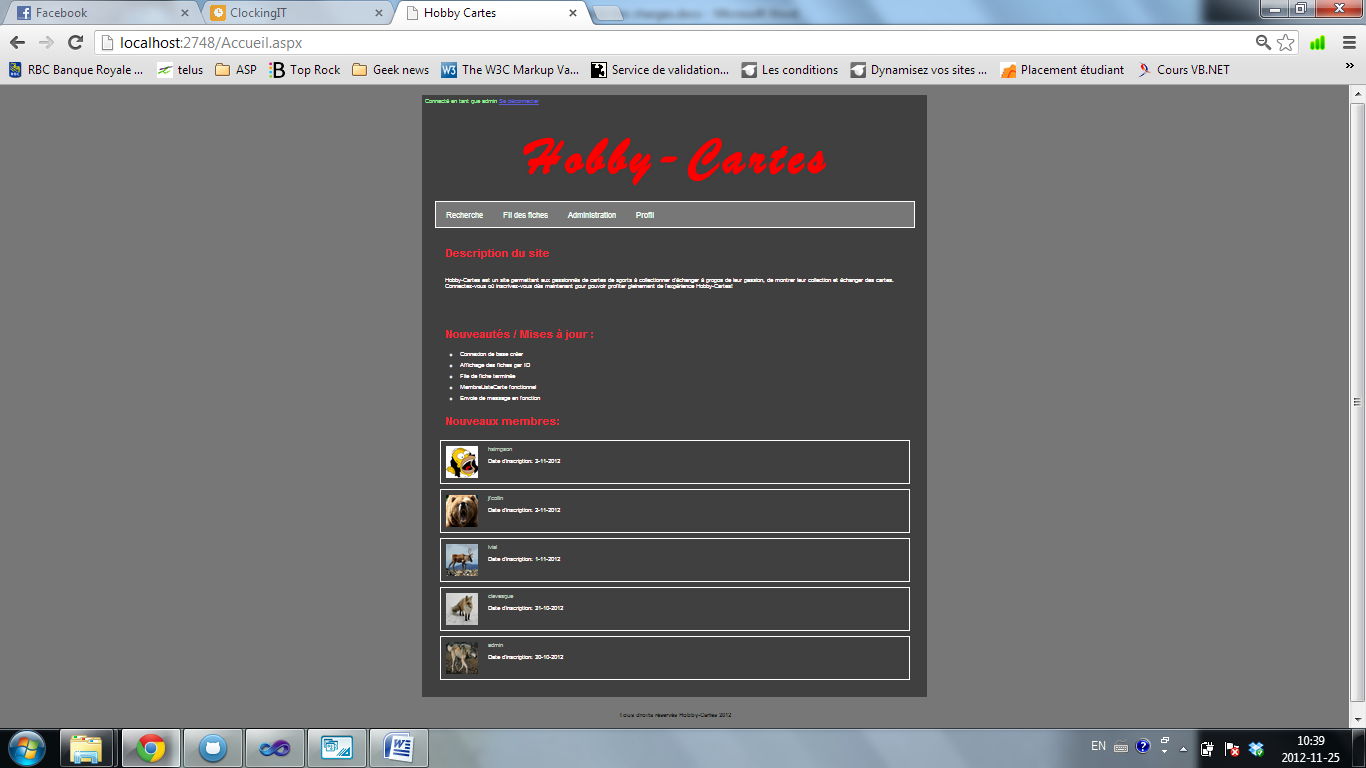 Facebook
ClockingIT
Hobby Cartes
localhost:2748/Accueil.aspx
RBC Banque Royale ...
telus
ASP
Top Rock
Geek news
The W3C Markup Va...
Service de validation...
Les conditions
Dynamisez vos sites ...
Placement étudiant
Cours VB.NET
»
Connecté en tant que admin Se déconnecter
Hobby-Cartes
Recherche
Fil des fiches
Administration
Profil
Description du site
Hobby-Cartes est un site permettant aux passionnés de cartes de sports à collectionner d'échanger à propos de leur passion, de montrer leur collection et échanger des cartes.
Connectez-vous où inscrivez-vous dès maintenant pour pouvoir profiter pleinement de l'expérience Hobby-Cartes!
Nouveautés / Mises à jour :
Connexion de base créer
Affichage des fiches par ID
File de fiche terminée
MembreListeCarte fonctionnel
Envoie de message en fonction
Nouveaux membres:
Date d'inscription: 3-11-2012
jfcolin
Date d'inscription: 2-11-2012
Date d'inscription: 1-11-2012
clevesque
Date d'inscription: 31-10-2012
admin
Date d'inscription: 30-10-2012
Tous droits réservés Hobby-Cartes 2012
EN
10:39
2012-11-25